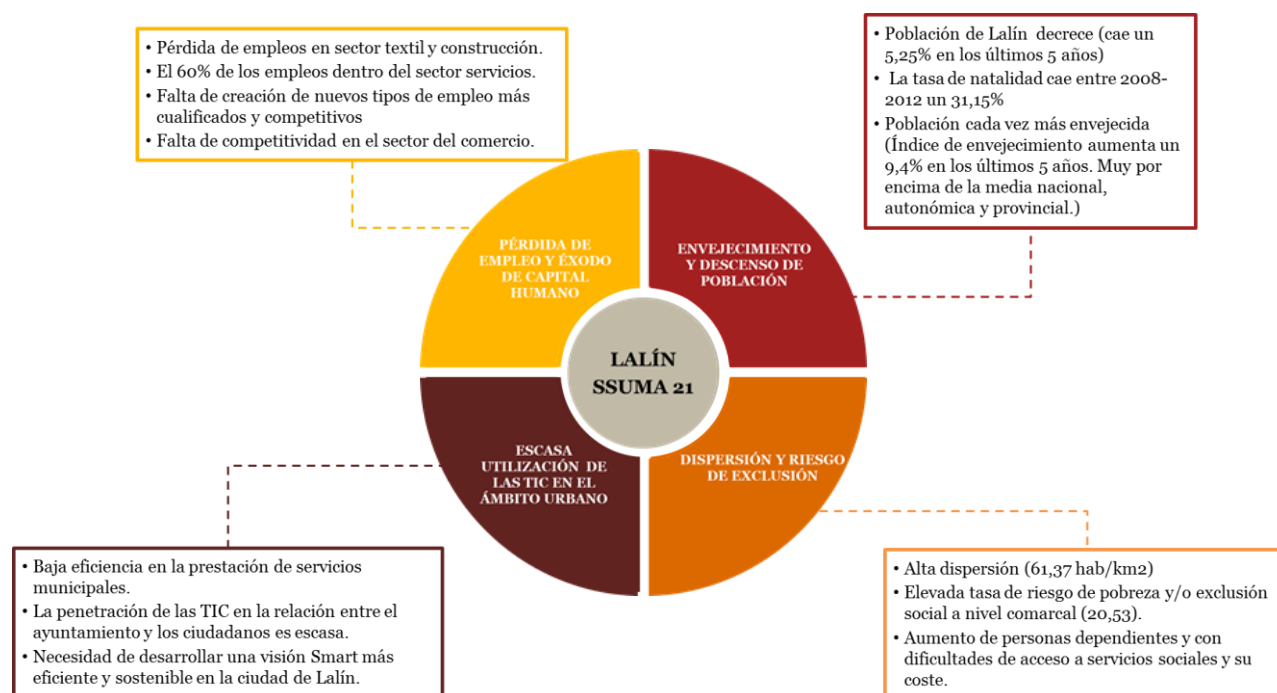 • Pérdida de empleos en sector textil y construcción.
• El 60% de los empleos dentro del sector servicios.
• Falta de creación de nuevos tipos de empleo más
cualificados y competitivos
• Falta de competitividad en el sector del comercio.
• Población de Lalín decrece (cae un
5,25% en los últimos 5 años)
• La tasa de natalidad cae entre 2008-
2012 un 31,15%
• Población cada vez más envejecida
(Índice de envejecimiento aumenta un
9,4% en los últimos 5 años. Muy por
encima de la media nacional,
autonómica y provincial.)
PÉRDIDA DE
EMPLEO Y ÉXODO
DE CAPITAL
HUMANO
ENVEJECIMIENTO
Y DESCENSO DE
POBLACIÓN
LALÍN
SSUMA 21
ESCASA
UTILIZACIÓN DE
LAS TIC EN EL
ÁMBITO URBANO
DISPERSIÓN Y RIESGO
DE EXCLUSIÓN
• Baja eficiencia en la prestación de servicios
municipales.
• La penetración de las TIC en la relación entre el
ayuntamiento y los ciudadanos es escasa.
• Necesidad de desarrollar una visión Smart más
eficiente y sostenible en la ciudad de Lalín.
• Alta dispersión (61,37 hab/km2)
• Elevada tasa de riesgo de pobreza y/o exclusión
social a nivel comarcal (20,53).
• Aumento de personas dependientes y con
dificultades de acceso a servicios sociales y su
coste.